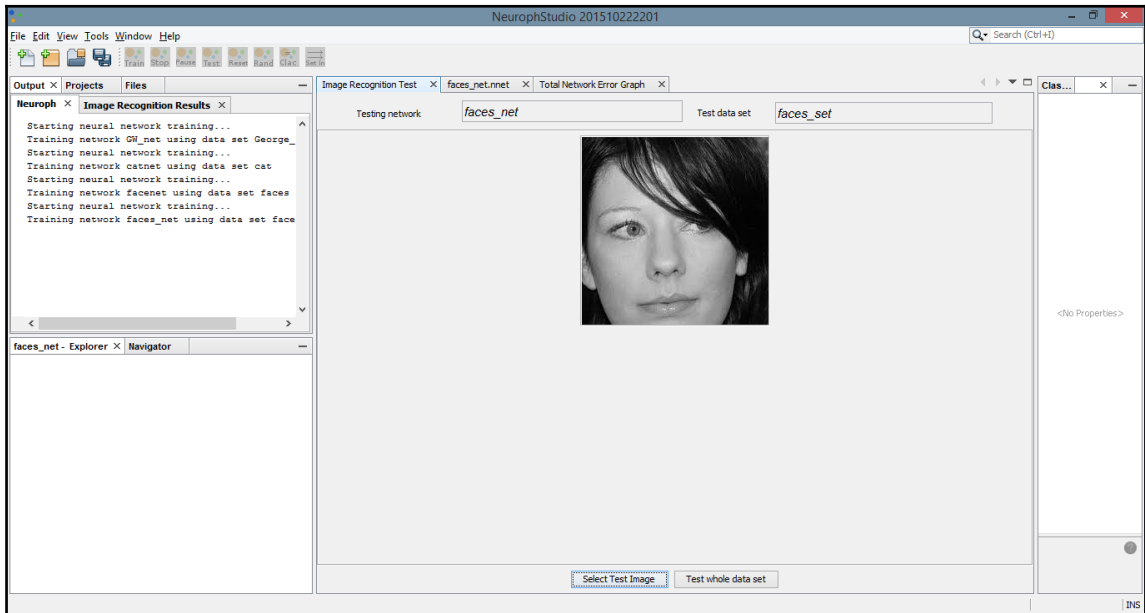 NeurophStudio 201510222201
File Edit View Tools Window Help
Search (Ctrl+I)
Train Stop Pause Test Reset Rand Clac Set In
Output Projects Files
Neuroph Image Recognition Results
Starting neural network training...
Training network GW_net using data set George_
Starting neural network training...
Training network catnet using data set cat
Starting neural network training...
Training network facenet using data set faces
Starting neural network training...
Training network faces_net using data set face
faces_net - Explorer Navigator
Image Recognition Test faces_net.nnet Total Network Error Graph
Testing network faces_net Test data set faces_set
Select Test Image Test whole data set
Clas...
<No Properties>
INS